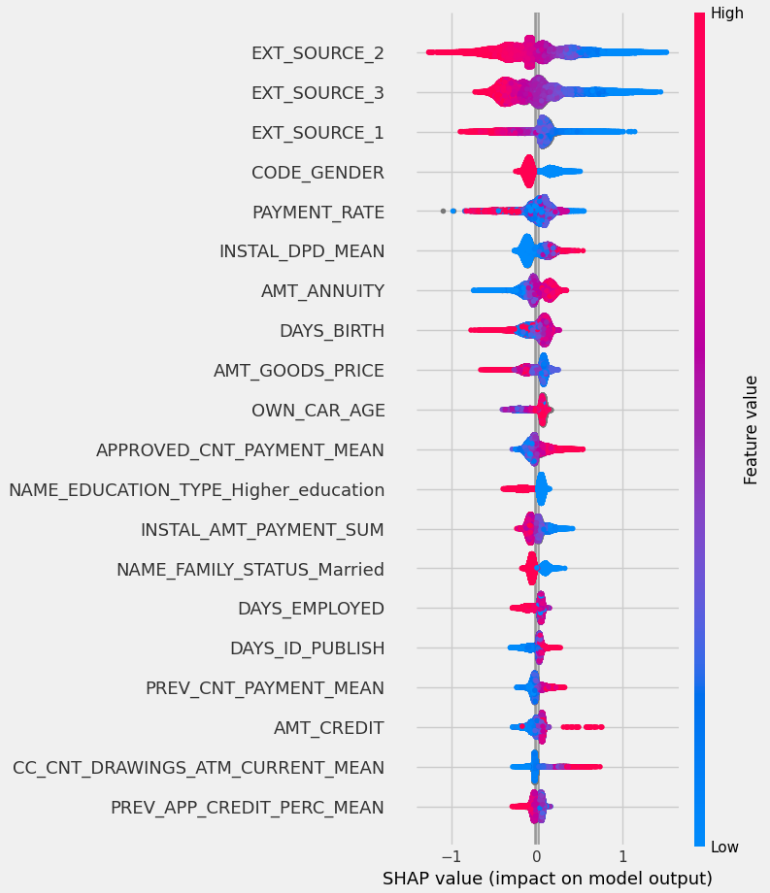 High
EXT_SOURCE_2
EXT_SOURCE_3
EXT_SOURCE_1
CODE_GENDER
PAYMENT_RATE
INSTAL_DPD_MEAN
AMT_ANNUITY
DAYS_BIRTH
AMT_GOODS_PRICE
OWN_CAR_AGE
APPROVED_CNT_PAYMENT_MEAN
NAME_EDUCATION_TYPE_Higher_education
INSTAL_AMT_PAYMENT_SUM
NAME_FAMILY_STATUS_Married
DAYS_EMPLOYED
DAYS_ID_PUBLISH
PREV_CNT_PAYMENT_MEAN
AMT_CREDIT
CC_CNT_DRAWINGS_ATM_CURRENT_MEAN
PREV_APP_CREDIT_PERC_MEAN
Feature value
Low
−1 0 1
SHAP value (impact on model output)